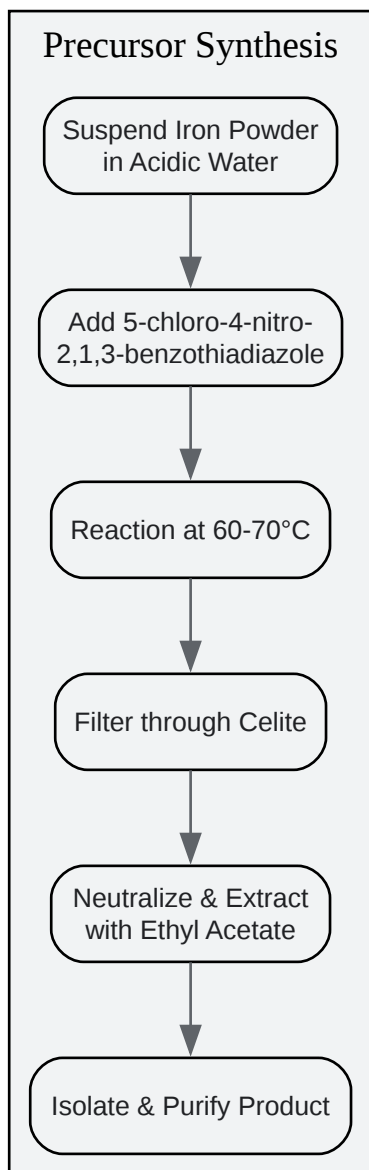 Precursor Synthesis
Suspend Iron Powder
in Acidic Water
Add 5-chloro-4-nitro-
2,1,3-benzothiadiazole
Reaction at 60-70°C
Filter through Celite
Neutralize & Extract
with Ethyl Acetate
Isolate & Purify Product